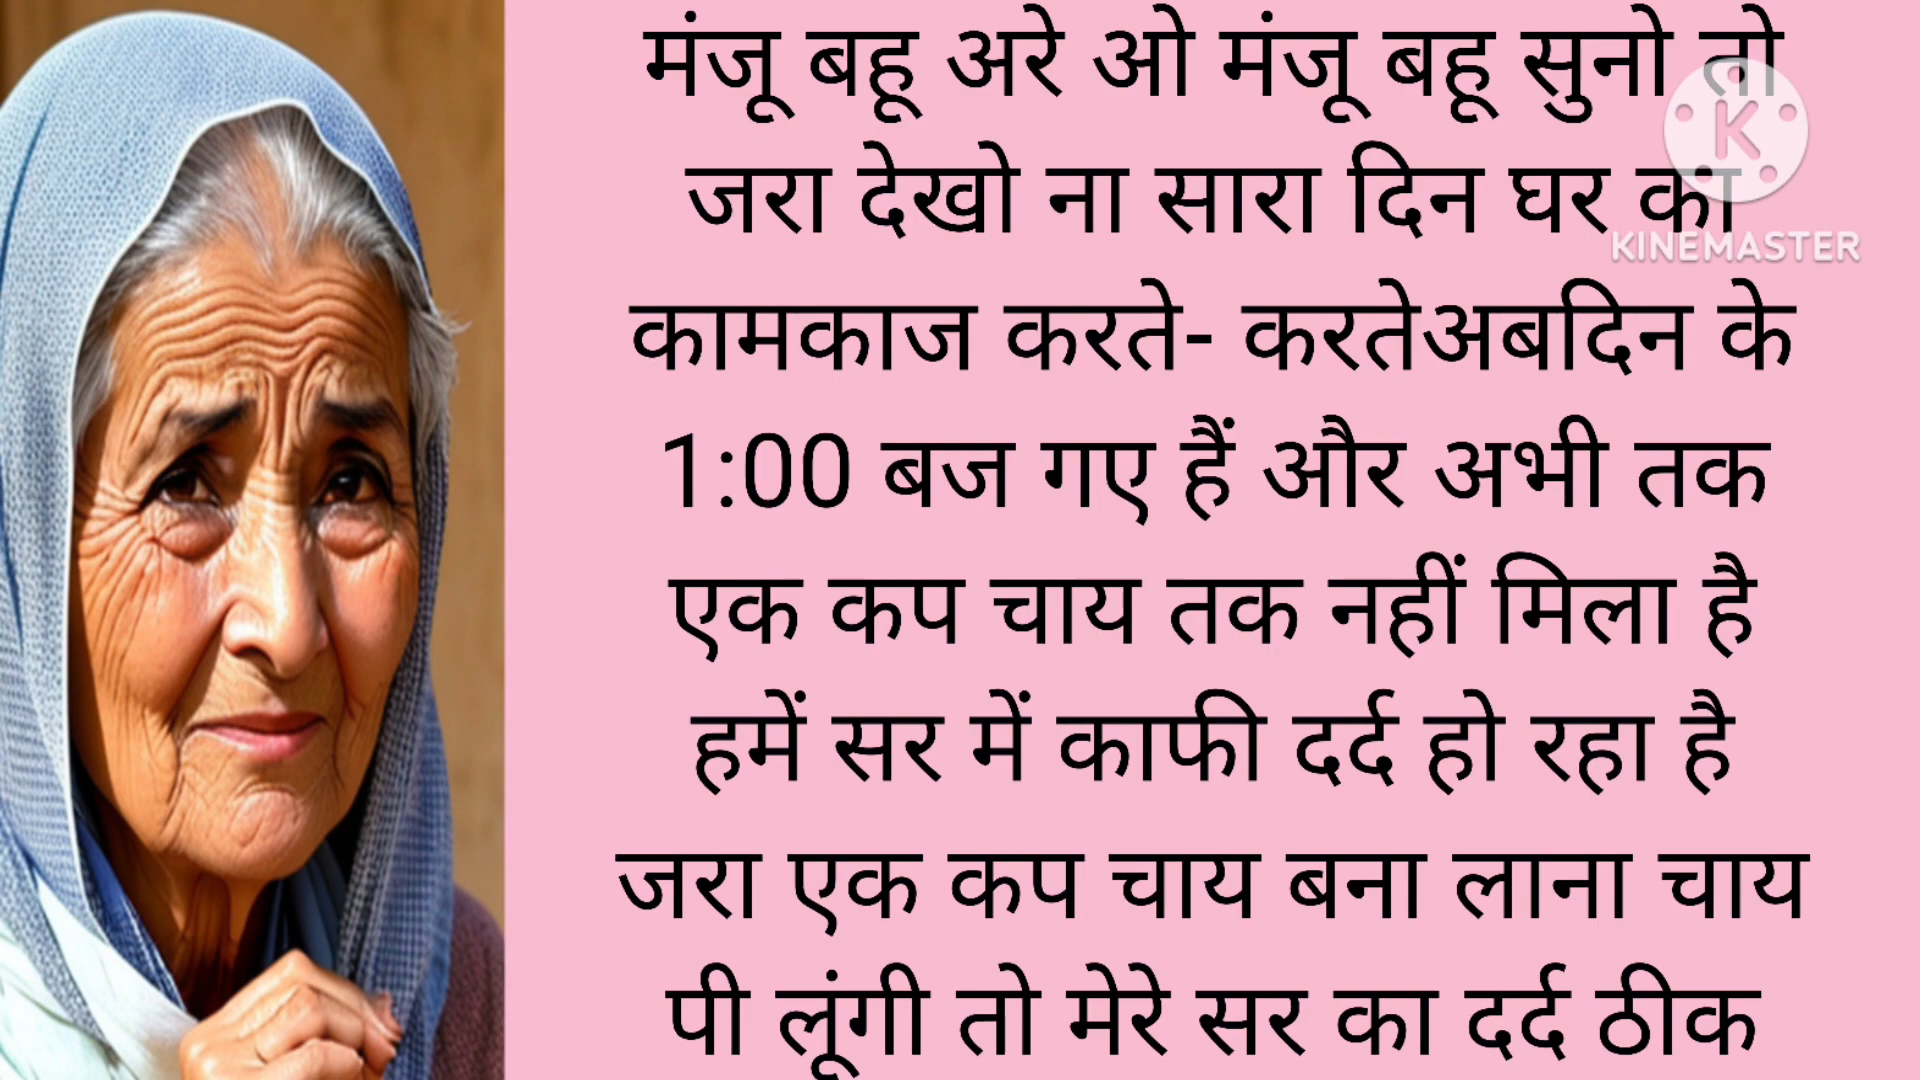 मंजू बहू अरे ओ मंजू बहू सुनो तो
जरा देखो ना सारा दिन घर का
KINEMASTER
कामकाज करते- करतेअबदिन के
1:00 बज गए हैं और अभी तक
एक कप चाय तक नहीं मिला है
हमें सर में काफी दर्द हो रहा है
जरा एक कप चाय बना लाना चाय
पी लूंगी तो मेरे सर का दर्द ठीक